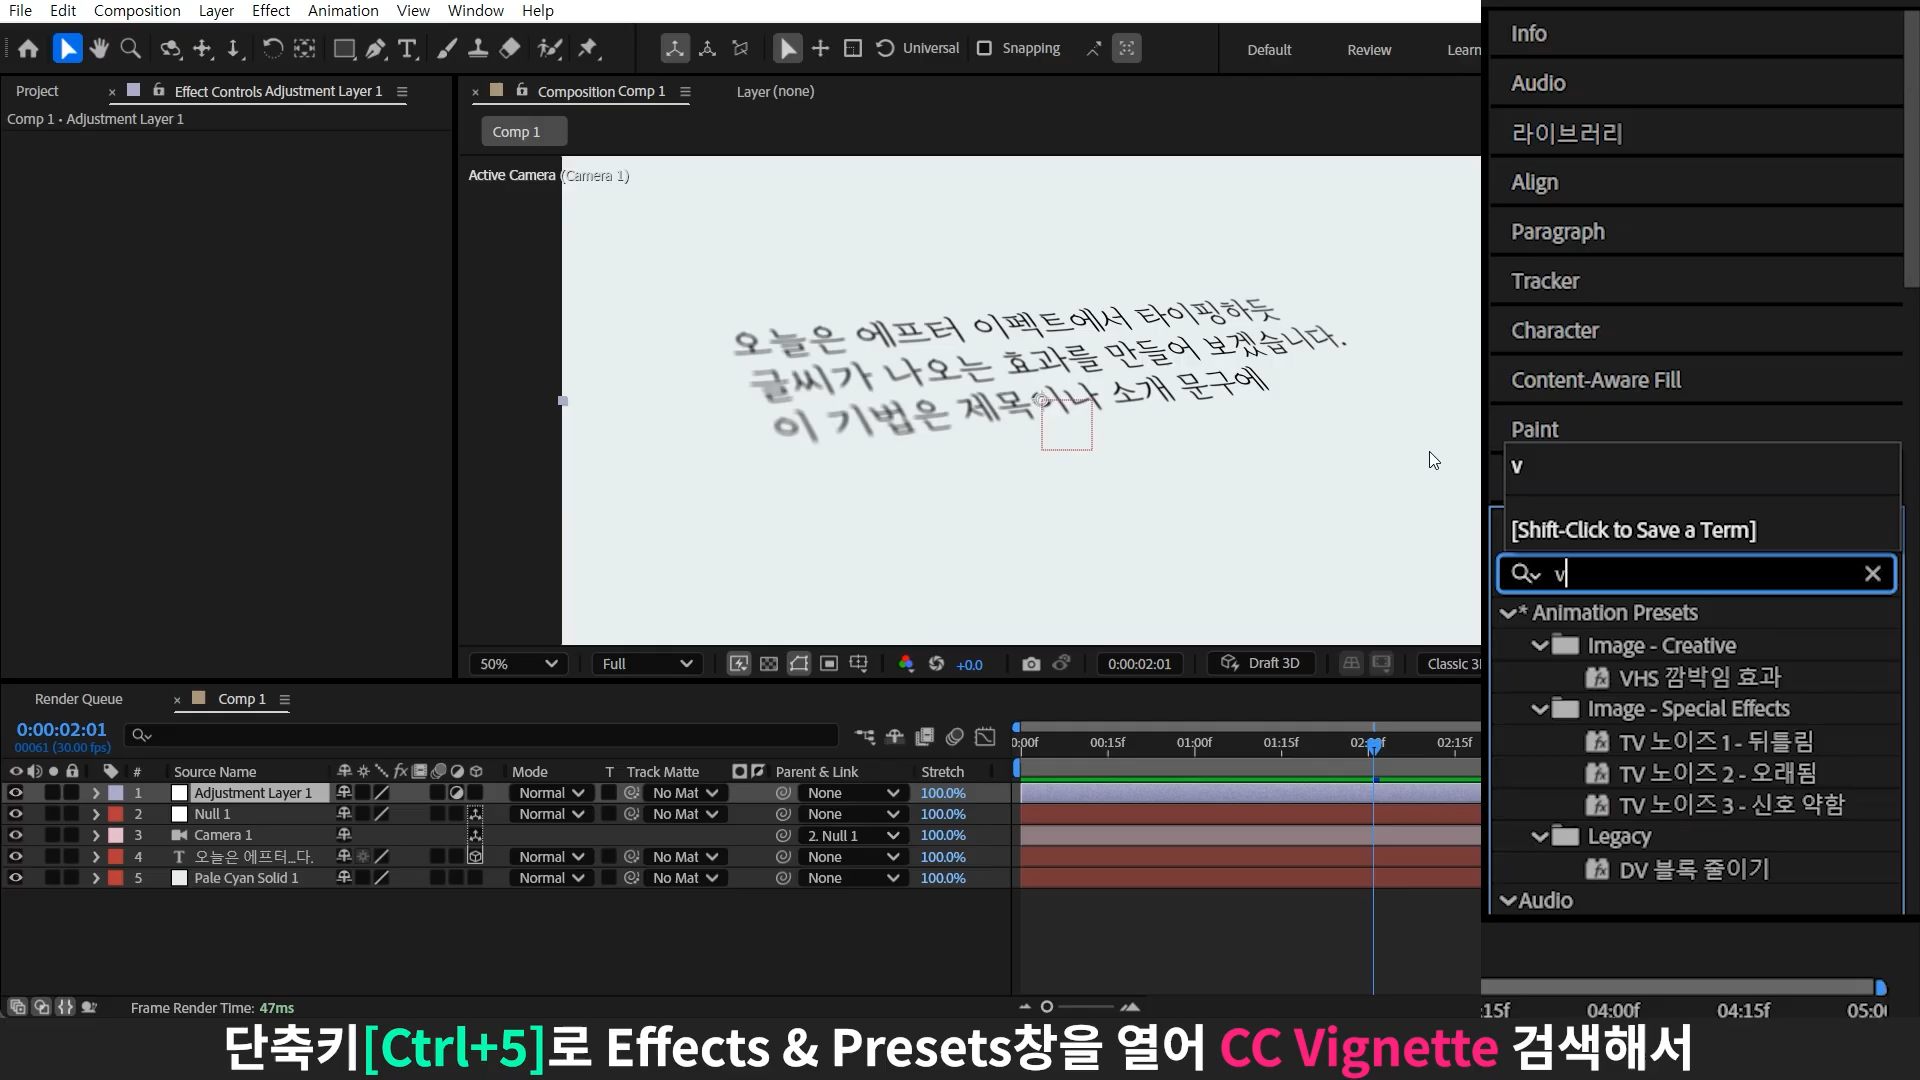 File Edit Composition Layer Effect Animation View Window Help
Universal Snapping Default Review Learn
Project Effect Controls Adjustment Layer 1
Composition Comp 1 Layer (none)
Comp 1 • Adjustment Layer 1
Comp 1
Active Camera (Camera 1)
오늘은 에프터 이펙트에서 타이핑하듯
글씨가 나오는 효과를 만들어 보겠습니다.
이 기법은 제목이나 소개 문구에
50% Full +0.0 0:00:02:01 Draft 3D Classic 3
Info
Audio
라이브러리
Align
Paragraph
Tracker
Character
Content-Aware Fill
Paint
v
[Shift-Click to Save a Term]
v
* Animation Presets
Image - Creative
VHS 깜박임 효과
Image - Special Effects
TV 노이즈 1 - 뒤틀림
TV 노이즈 2 - 오래됨
TV 노이즈 3 - 신호 약함
Legacy
DV 블록 줄이기
Audio
Render Queue Comp 1
0:00:02:01
00061 (30.00 fps)
0:00f 00:15f 01:00f 01:15f 02:00f 02:15f
# Source Name fx Mode T Track Matte Parent & Link Stretch
1 Adjustment Layer 1 Normal No Mat None 100.0%
2 Null 1 Normal No Mat None 100.0%
3 Camera 1 2. Null 1 100.0%
4 T 오늘은 에프터...다. Normal No Mat None 100.0%
5 Pale Cyan Solid 1 Normal No Mat None 100.0%
Frame Render Time: 47ms
:15f 04:00f 04:15f 05:00
단축키[Ctrl+5]로 Effects & Presets창을 열어 CC Vignette 검색해서